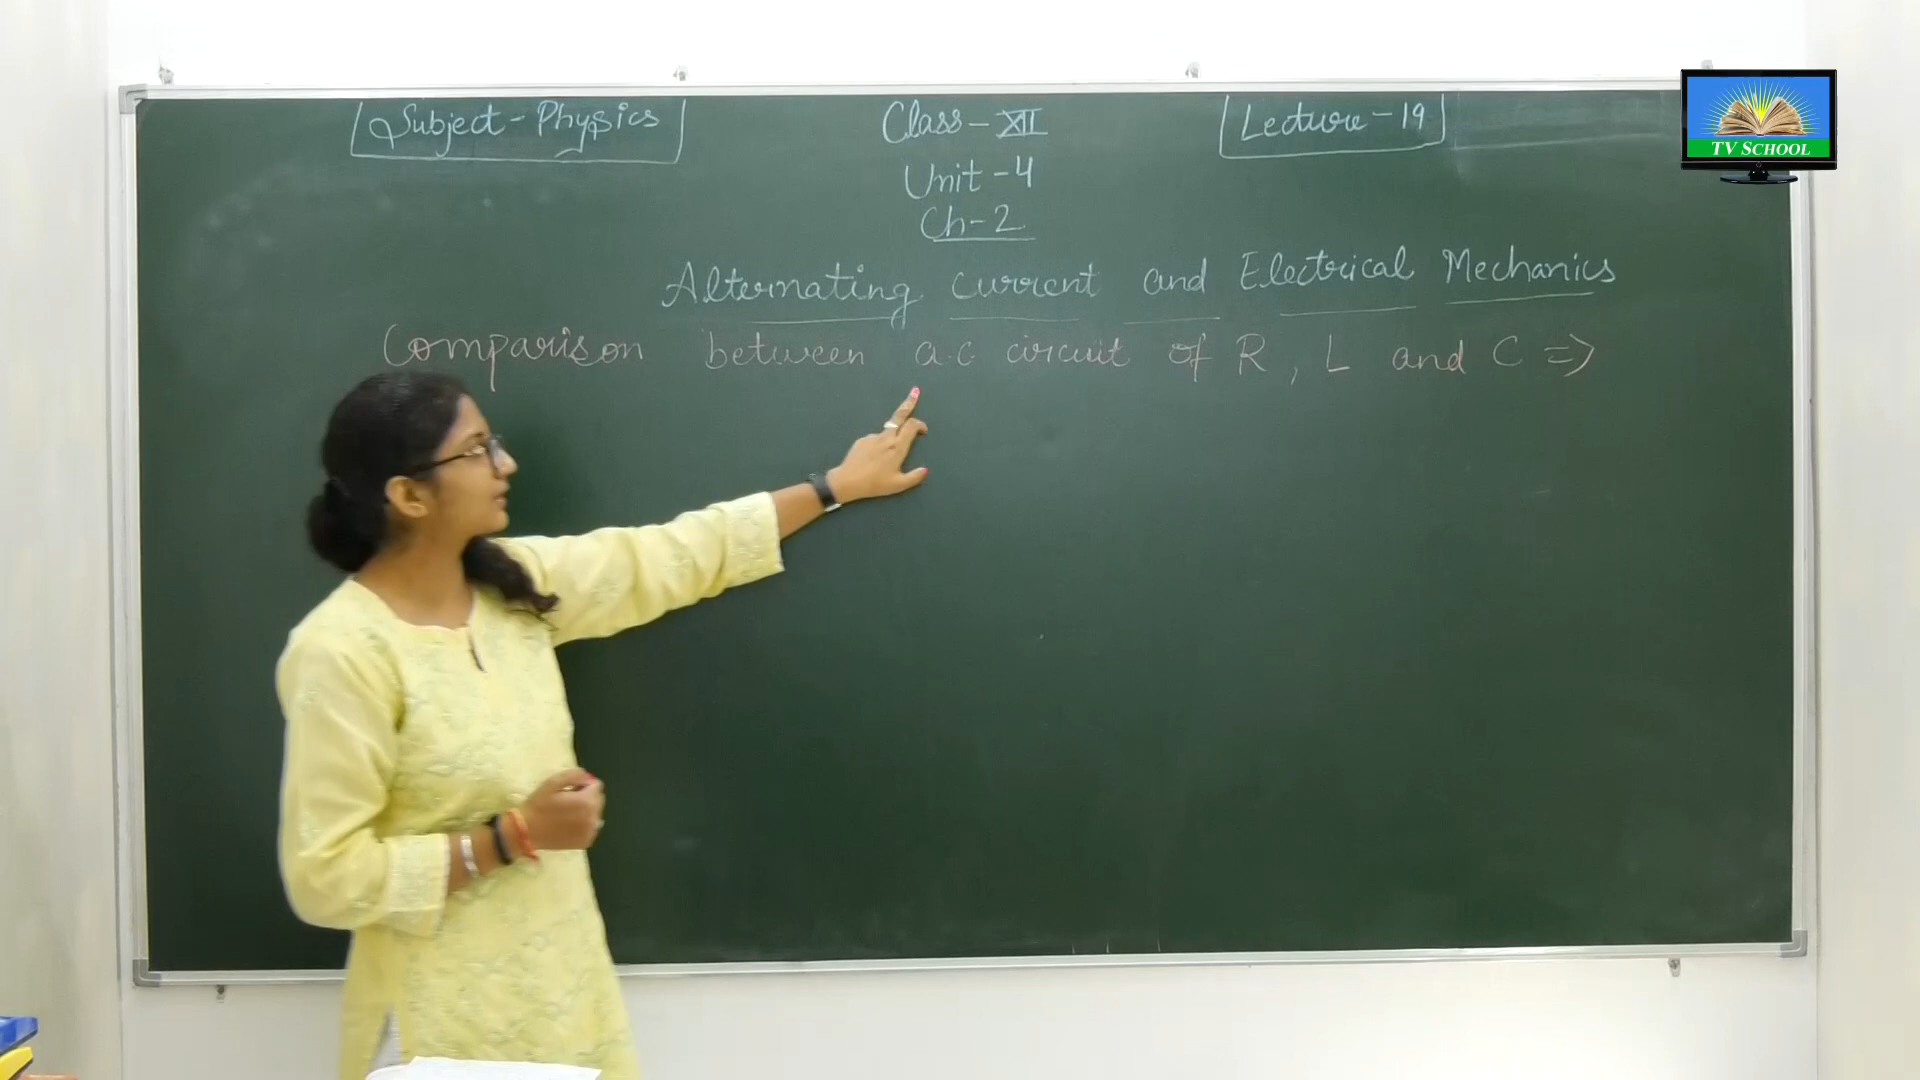 Subject - Physics
Class - XII
Lecture - 19
Unit - 4
Ch - 2
Alternating current and Electrical Mechanics
Comparison between a.c circuit of R, L and C =>
TV SCHOOL